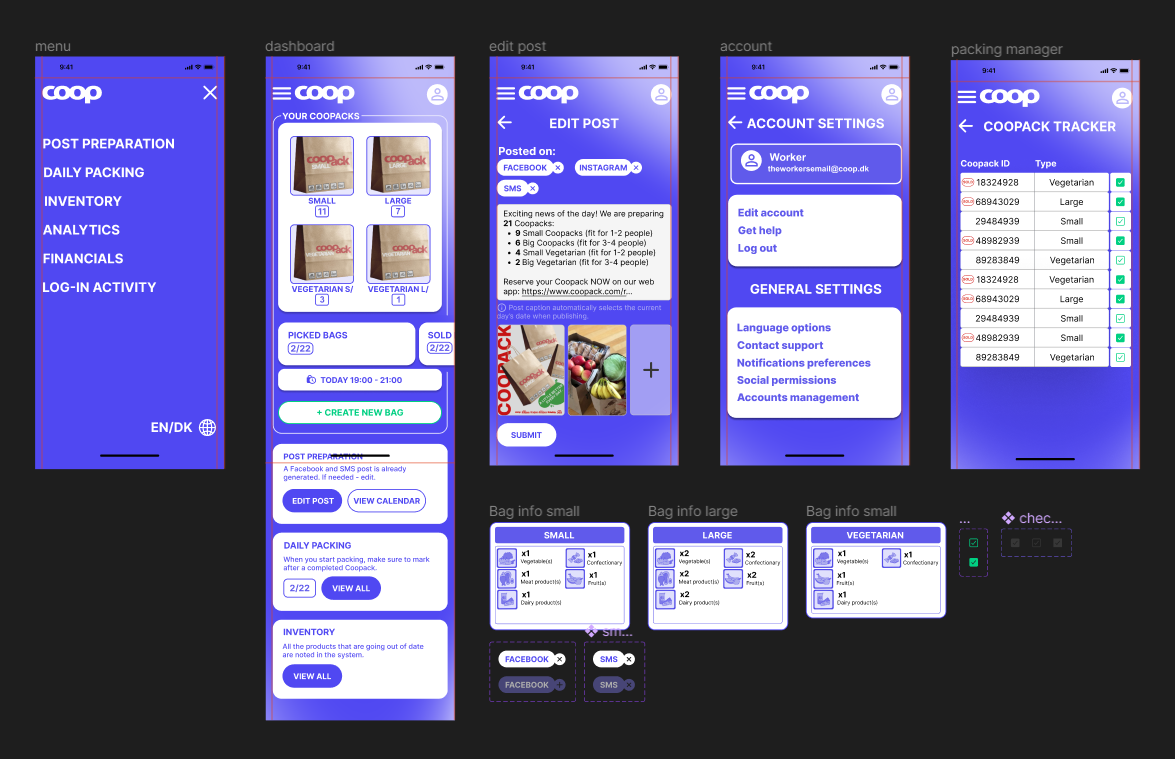 menu
9:41
coop
POST PREPARATION
DAILY PACKING
INVENTORY
ANALYTICS
FINANCIALS
LOG-IN ACTIVITY
EN/DK
dashboard
9:41
coop
YOUR COOPACKS
coopack
SMALL
coopack
LARGE
SMALL
LARGE
11
7
coopack
VEGETARIAN S/
coopack
VEGETARIAN L/
VEGETARIAN S/
VEGETARIAN L/
3
1
PICKED BAGS
SOLD
2/22
2/22
TODAY 19:00 - 21:00
+ CREATE NEW BAG
POST PREPARATION
A Facebook and SMS post is already
generated. If needed - edit.
EDIT POST
VIEW CALENDAR
DAILY PACKING
When you start packing, make sure to mark
after a completed Coopack.
2/22
VIEW ALL
INVENTORY
All the products that are going out of date
are noted in the system.
VIEW ALL
edit post
9:41
coop
EDIT POST
Posted on:
FACEBOOK
INSTAGRAM
SMS
Exciting news of the day! We are preparing
21 Coopacks:
• 9 Small Coopacks (fit for 1-2 people)
• 6 Big Coopacks (fit for 3-4 people)
• 4 Small Vegetarian (fit for 1-2 people)
• 2 Big Vegetarian (fit for 3-4 people)
Reserve your Coopack NOW on our web
app: https://www.coopack.com/r...
Post caption automatically selects the current
day's date when publishing.
COOPACK
SUBMIT
account
9:41
coop
ACCOUNT SETTINGS
Worker
theworkersemail@coop.dk
Edit account
Get help
Log out
GENERAL SETTINGS
Language options
Contact support
Notifications preferences
Social permissions
Accounts management
packing manager
9:41
coop
COOPACK TRACKER
Coopack ID Type
SOLD 18324928 Vegetarian
SOLD 68943029 Large
29484939 Small
SOLD 48982939 Small
89283849 Vegetarian
SOLD 18324928 Vegetarian
SOLD 68943029 Large
29484939 Small
SOLD 48982939 Small
89283849 Vegetarian
Bag info small
SMALL
x1
Vegetable(s)
x1
Confectionary
x1
Meat product(s)
x1
Fruit(s)
x1
Dairy product(s)
Bag info large
LARGE
x2
Vegetable(s)
x2
Confectionary
x2
Meat product(s)
x2
Fruit(s)
x2
Dairy product(s)
Bag info small
VEGETARIAN
x1
Vegetable(s)
x1
Confectionary
x1
Fruit(s)
x1
Dairy product(s)
...
chec...
FACEBOOK
FACEBOOK
sm...
SMS
SMS